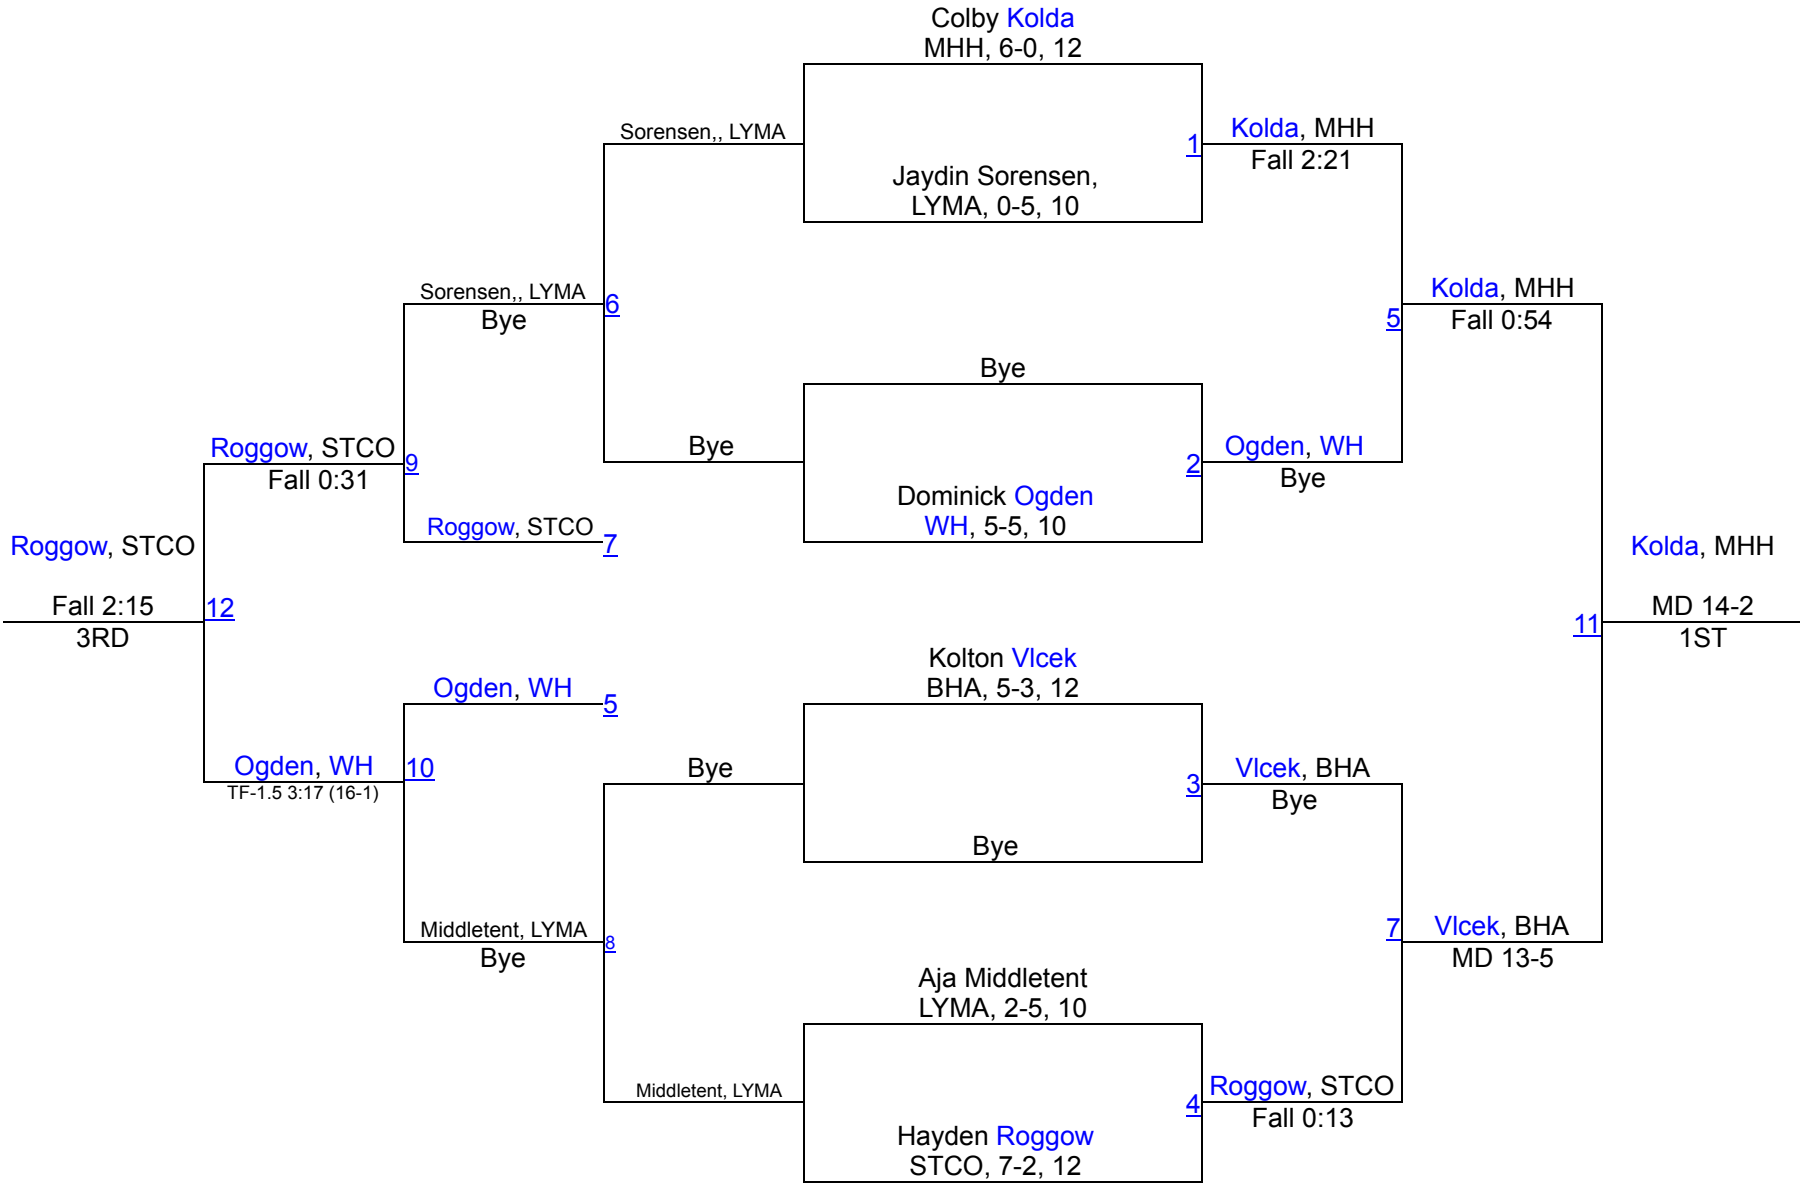 Colby Kolda
MHH, 6-0, 12
Sorensen,, LYMA
1
Kolda, MHH
Fall 2:21
Jaydin Sorensen,
LYMA, 0-5, 10
Sorensen,, LYMA
Bye
6
Kolda, MHH
Fall 0:54
5
Bye
Roggow, STCO
Fall 0:31
9
Bye
2
Ogden, WH
Bye
Dominick Ogden
WH, 5-5, 10
Roggow, STCO
7
Roggow, STCO
Fall 2:15
3RD
12
Kolda, MHH
MD 14-2
1ST
11
Kolton Vlcek
BHA, 5-3, 12
Ogden, WH
5
Ogden, WH
TF-1.5 3:17 (16-1)
10
Bye
3
Vlcek, BHA
Bye
Bye
Middletent, LYMA
Bye
8
7
Vlcek, BHA
MD 13-5
Aja Middletent
LYMA, 2-5, 10
Middletent, LYMA
4
Roggow, STCO
Fall 0:13
Hayden Roggow
STCO, 7-2, 12